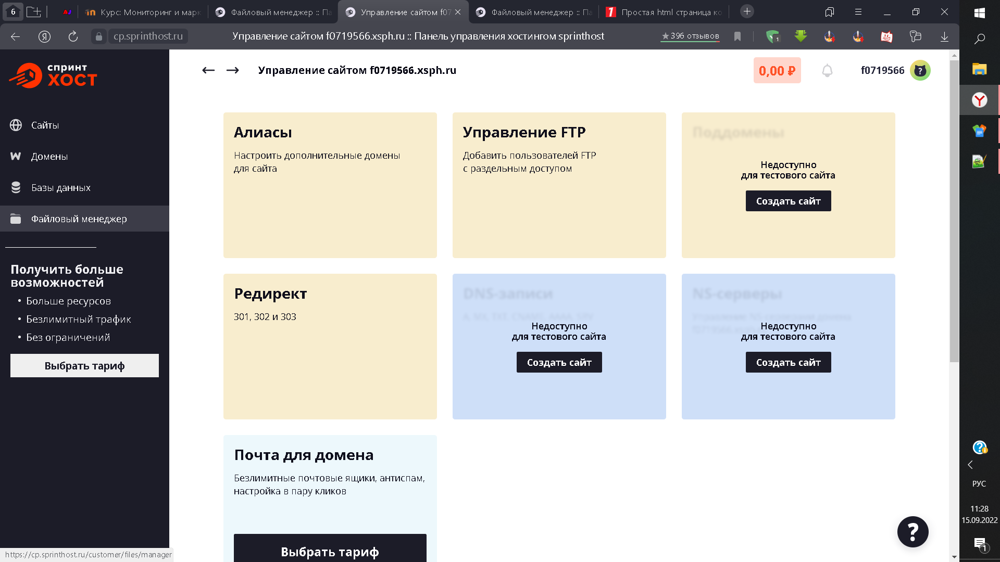 6
AJ
Курс: Мониторинг и марк
Файловый менеджер :: Па
Управление сайтом f07
Файловый менеджер :: Па
Простая html страница ко
cp.sprinthost.ru
Управление сайтом f0719566.xsph.ru :: Панель управления хостингом sprinthost
★396 отзывов
1
СПРИНТ
ХОСТ
Управление сайтом f0719566.xsph.ru
0,00 ₽
f0719566
Сайты
Домены
Базы данных
Файловый менеджер
Получить больше
возможностей
• Больше ресурсов
• Безлимитный трафик
• Без ограничений
Выбрать тариф
Алиасы
Настроить дополнительные домены
для сайта
Управление FTP
Добавить пользователей FTP
с раздельным доступом
Поддомены
Недоступно
для тестового сайта
Создать сайт
Редирект
301, 302 и 303
DNS-записи
Недоступно
для тестового сайта
Создать сайт
NS-серверы
Недоступно
для тестового сайта
Создать сайт
Почта для домена
Безлимитные почтовые ящики, антиспам,
настройка в пару кликов
Выбрать тариф
https://cp.sprinthost.ru/customer/files/manager
РУС
11:28
15.09.2022
1